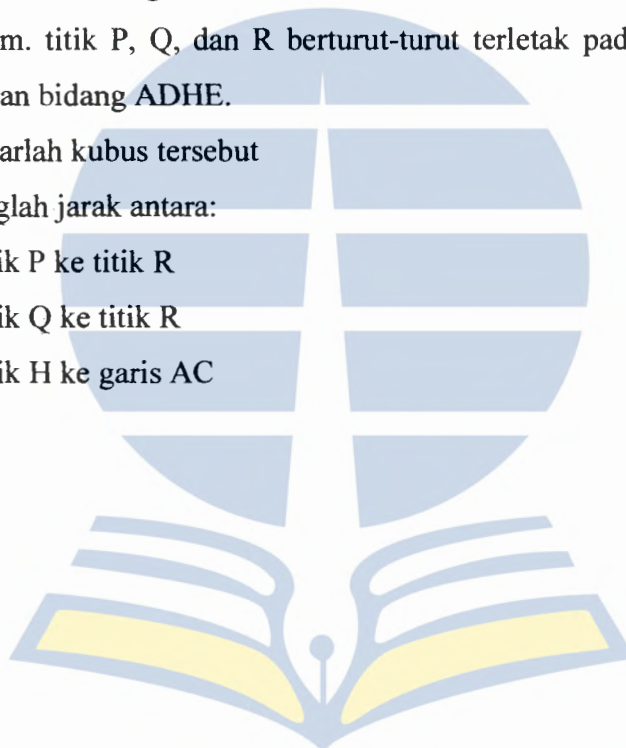 m. titik P, Q, dan R berturut-turut terletak pad
an bidang ADHE.
arlah kubus tersebut
glah jarak antara:
ik P ke titik R
ik Q ke titik R
ik H ke garis AC